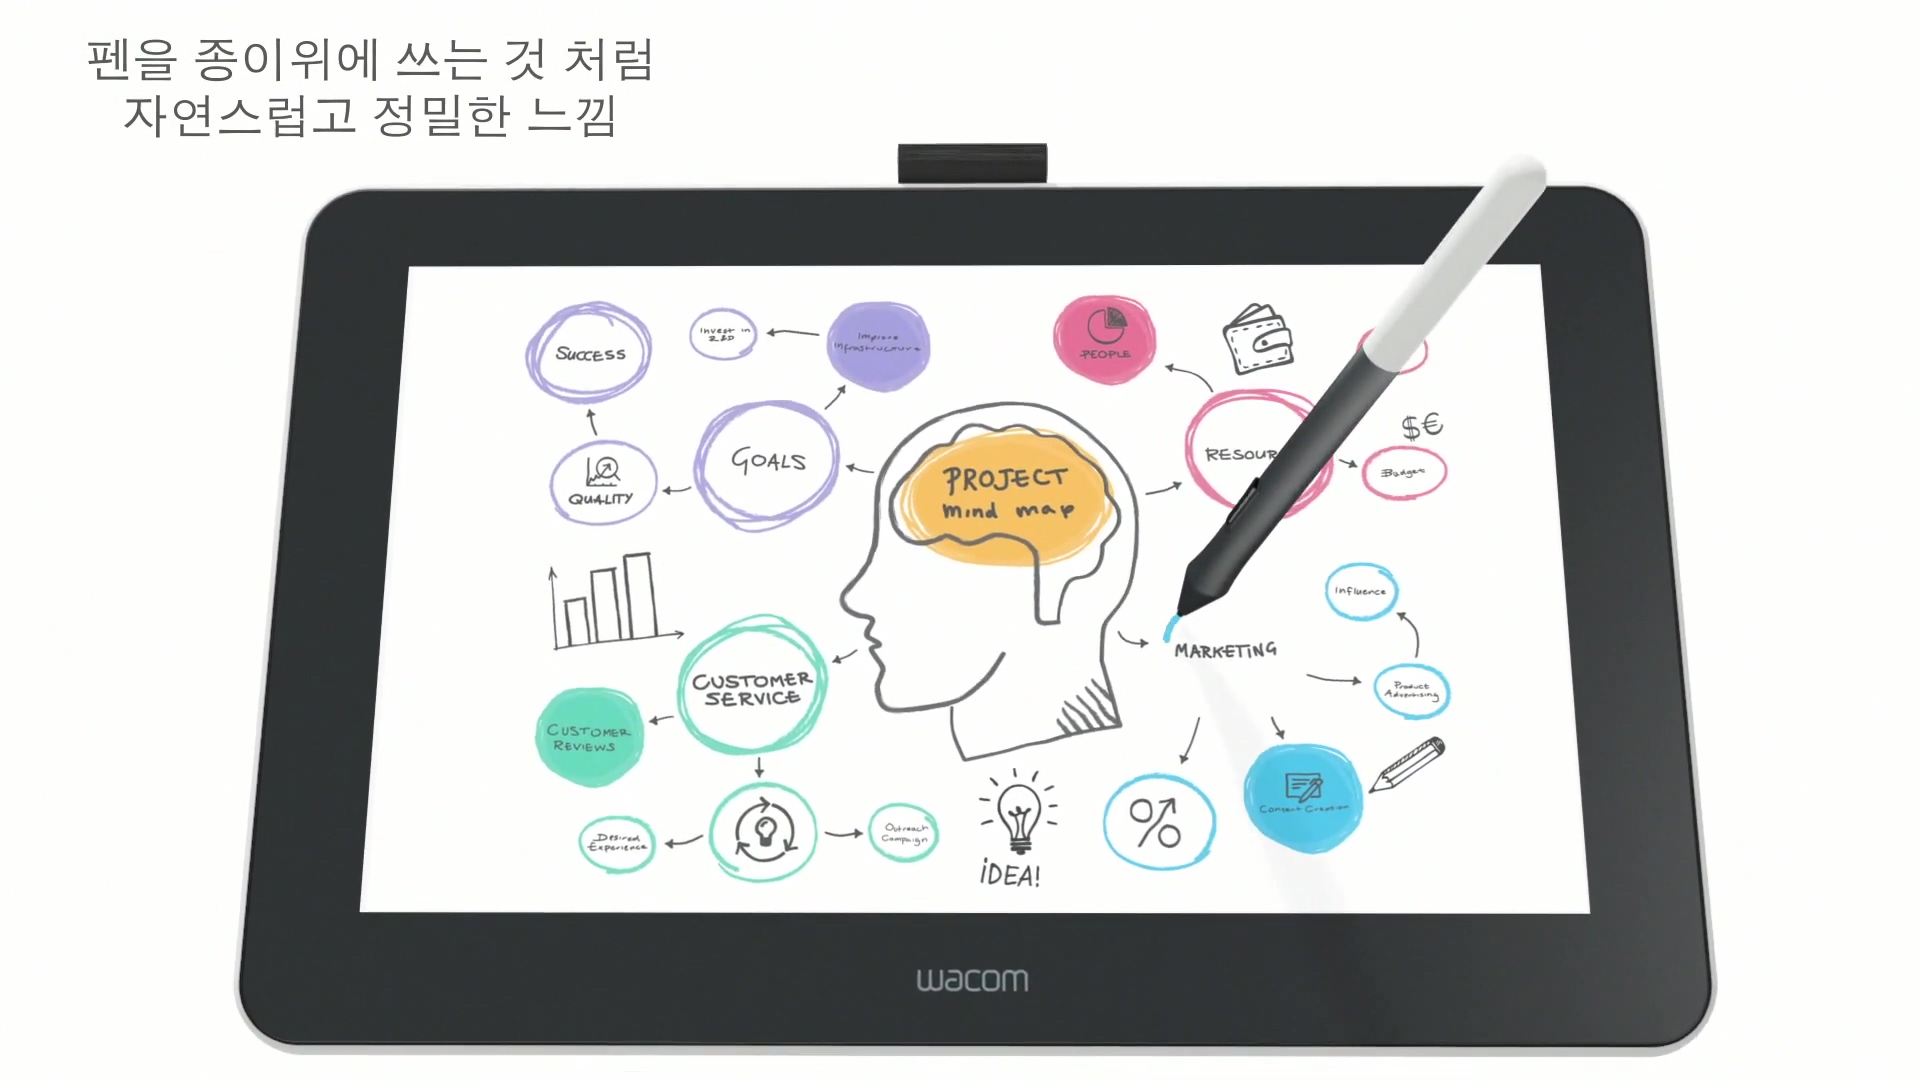 펜을 종이위에 쓰는 것 처럼
자연스럽고 정밀한 느낌
SUCCESS
Invest in
R&D
Improve
Infrastructure
PEOPLE
$€
GOALS
QUALITY
PROJECT
mind map
RESOUR
Budget
Influence
MARKETING
CUSTOMER
SERVICE
Product
Advertising
CUSTOMER
REVIEWS
Content Creation
%
Desired
Experience
Outreach
Campaign
iDEA!
wacom